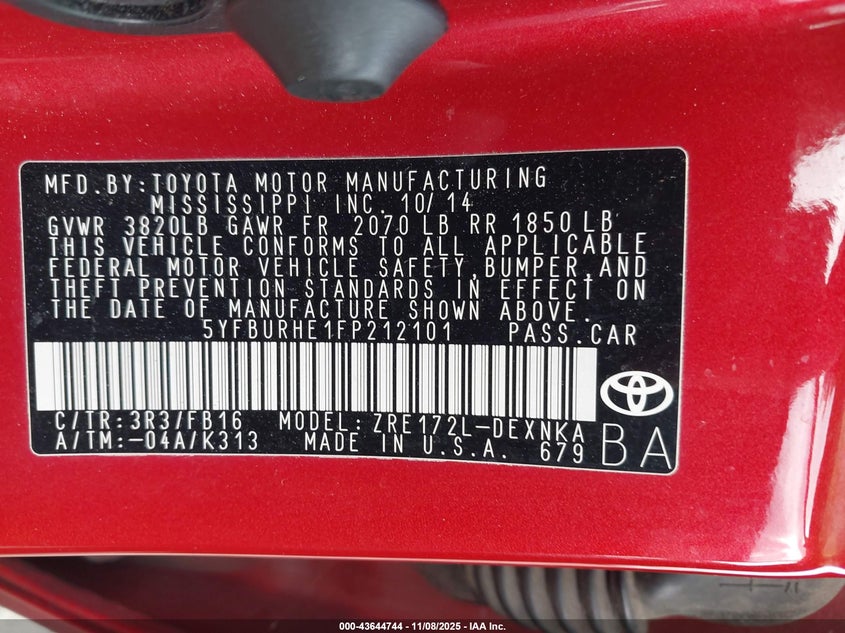 MFD.BY:TOYOTA MOTOR MANUFACTURING
MISSISSIPPI INC. 10/14
GVWR 3820LB GAWR FR 2070 LB RR 1850 LB
THIS VEHICLE CONFORMS TO ALL APPLICABLE
FEDERAL MOTOR VEHICLE SAFETY,BUMPER,AND
THEFT PREVENTION STANDARDS IN EFFECT ON
THE DATE OF MANUFACTURE SHOWN ABOVE.
5YFBURHE1FP212101 PASS.CAR
C/TR:3R3/FB16 MODEL:ZRE172L-DEXNKA
A/TM:-04A/K313 MADE IN U.S.A. 679
BA
000-43644744 - 11/08/2025 - IAA Inc.